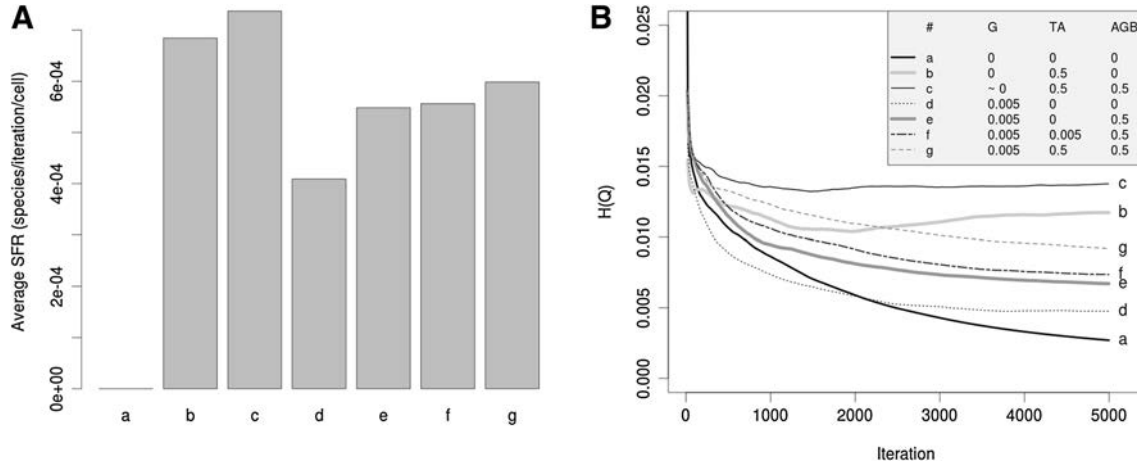 A
Average SFR (species/iteration/cell)
6e-04
4e-04
2e-04
0e+00
a b c d e f g
B
H(Q)
0.025
0.020
0.015
0.010
0.005
0.000
# G TA AGB
a 0 0 0
b 0 0.5 0
c ~ 0 0.5 0.5
d 0.005 0 0
e 0.005 0 0.5
f 0.005 0.005 0.5
g 0.005 0.5 0.5
c
b
g
f
e
d
a
0 1000 2000 3000 4000 5000
Iteration